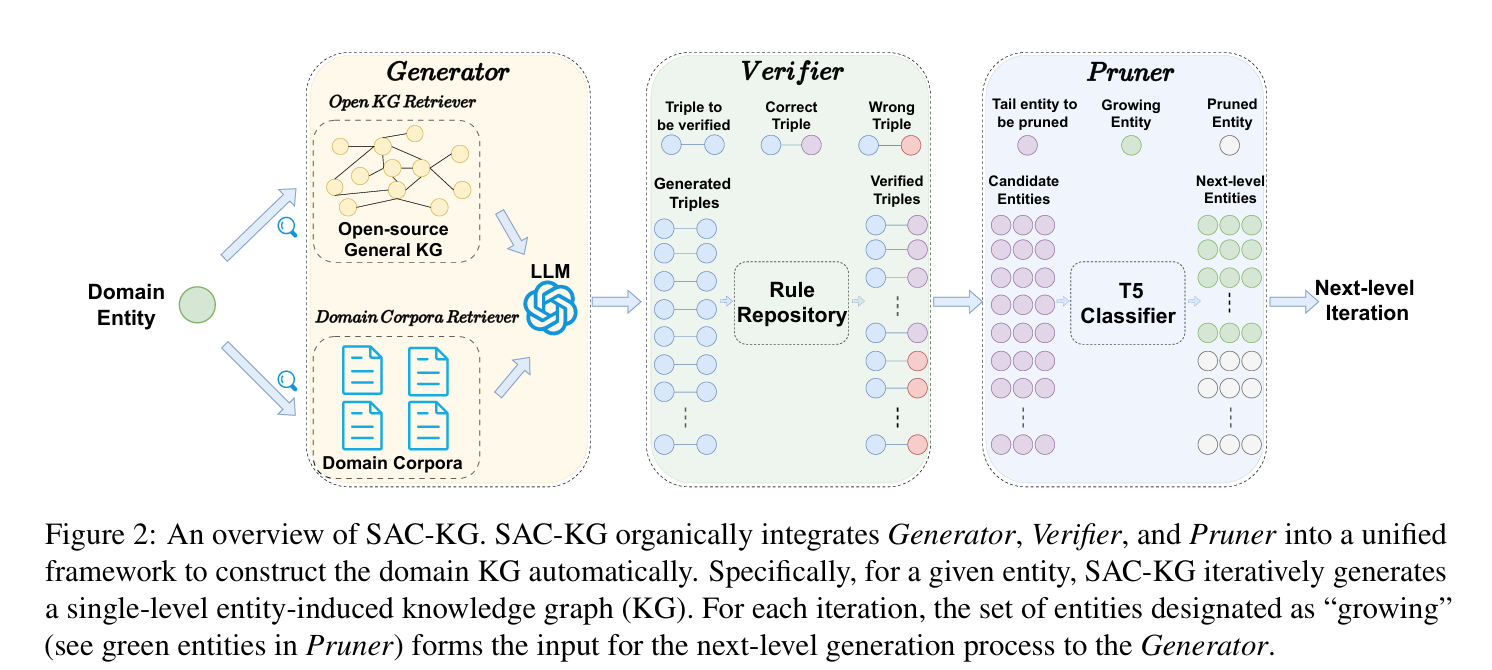 Generator
Open KG Retriever
Open-source
General KG
LLM
Domain
Entity
Domain Corpora Retriever
Domain Corpora
Verifier
Triple to
be verified
Correct
Triple
Wrong
Triple
Generated
Triples
Verified
Triples
Rule
Repository
Pruner
Tail entity to
be pruned
Growing
Entity
Pruned
Entity
Candidate
Entities
Next-level
Entities
T5
Classifier
Next-level
Iteration
Figure 2: An overview of SAC-KG. SAC-KG organically integrates Generator, Verifier, and Pruner into a unified
framework to construct the domain KG automatically. Specifically, for a given entity, SAC-KG iteratively generates
a single-level entity-induced knowledge graph (KG). For each iteration, the set of entities designated as “growing”
(see green entities in Pruner) forms the input for the next-level generation process to the Generator.